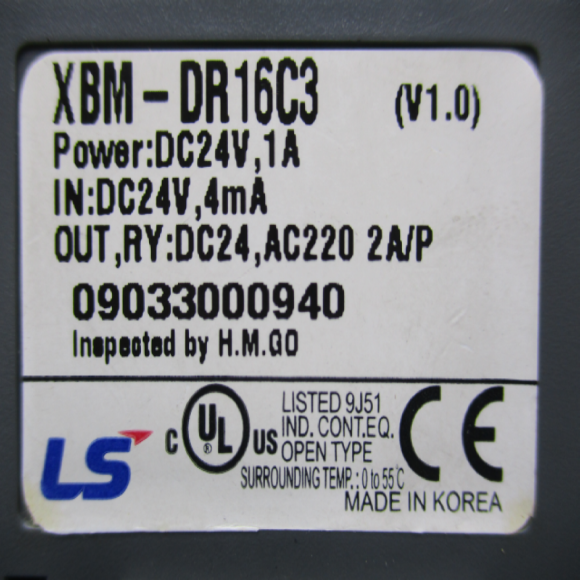 XBM-DR16C3 (V1.0)
Power:DC24V,1A
IN:DC24V,4mA
OUT,RY:DC24,AC220 2A/P
09033000940
Inspected by H.M.GO
LS
C UL ® US
LISTED 9J51
IND. CONT.EQ.
OPEN TYPE
SURROUNDING TEMP.: 0 to 55℃
CE
MADE IN KOREA